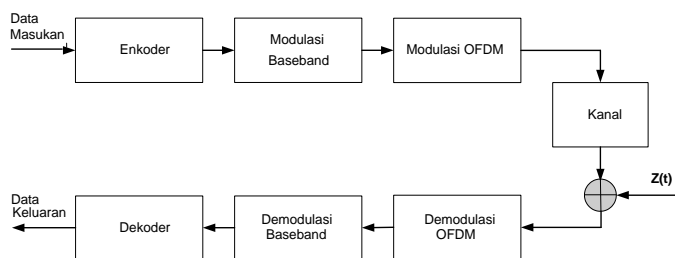 Data
Masukan
Enkoder
Modulasi
Baseband
Modulasi OFDM
Kanal
Z(t)
Data
Keluaran
Dekoder
Demodulasi
Baseband
Demodulasi
OFDM